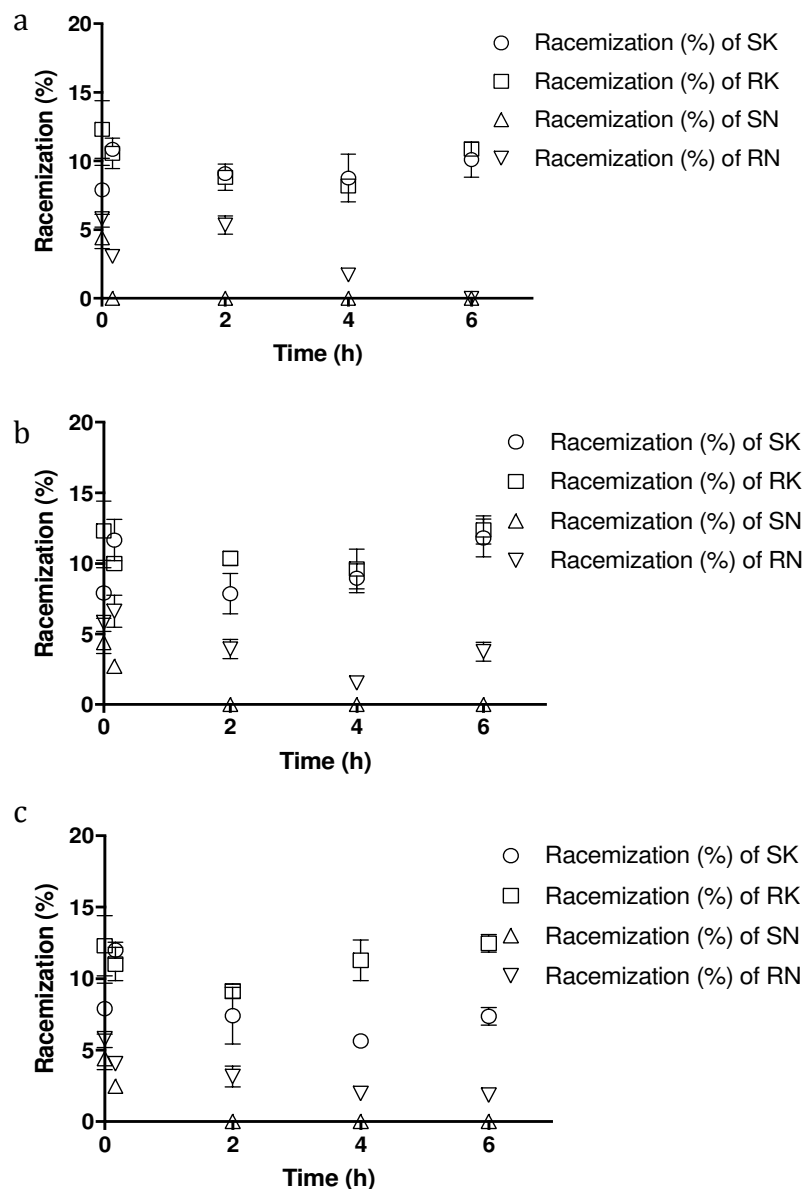 a
20
15
10
5
0
Racemization (%)
0 2 4 6
Time (h)
Racemization (%) of SK
Racemization (%) of RK
Racemization (%) of SN
Racemization (%) of RN
b
20
15
10
5
0
Racemization (%)
0 2 4 6
Time (h)
Racemization (%) of SK
Racemization (%) of RK
Racemization (%) of SN
Racemization (%) of RN
c
20
15
10
5
0
Racemization (%)
0 2 4 6
Time (h)
Racemization (%) of SK
Racemization (%) of RK
Racemization (%) of SN
Racemization (%) of RN